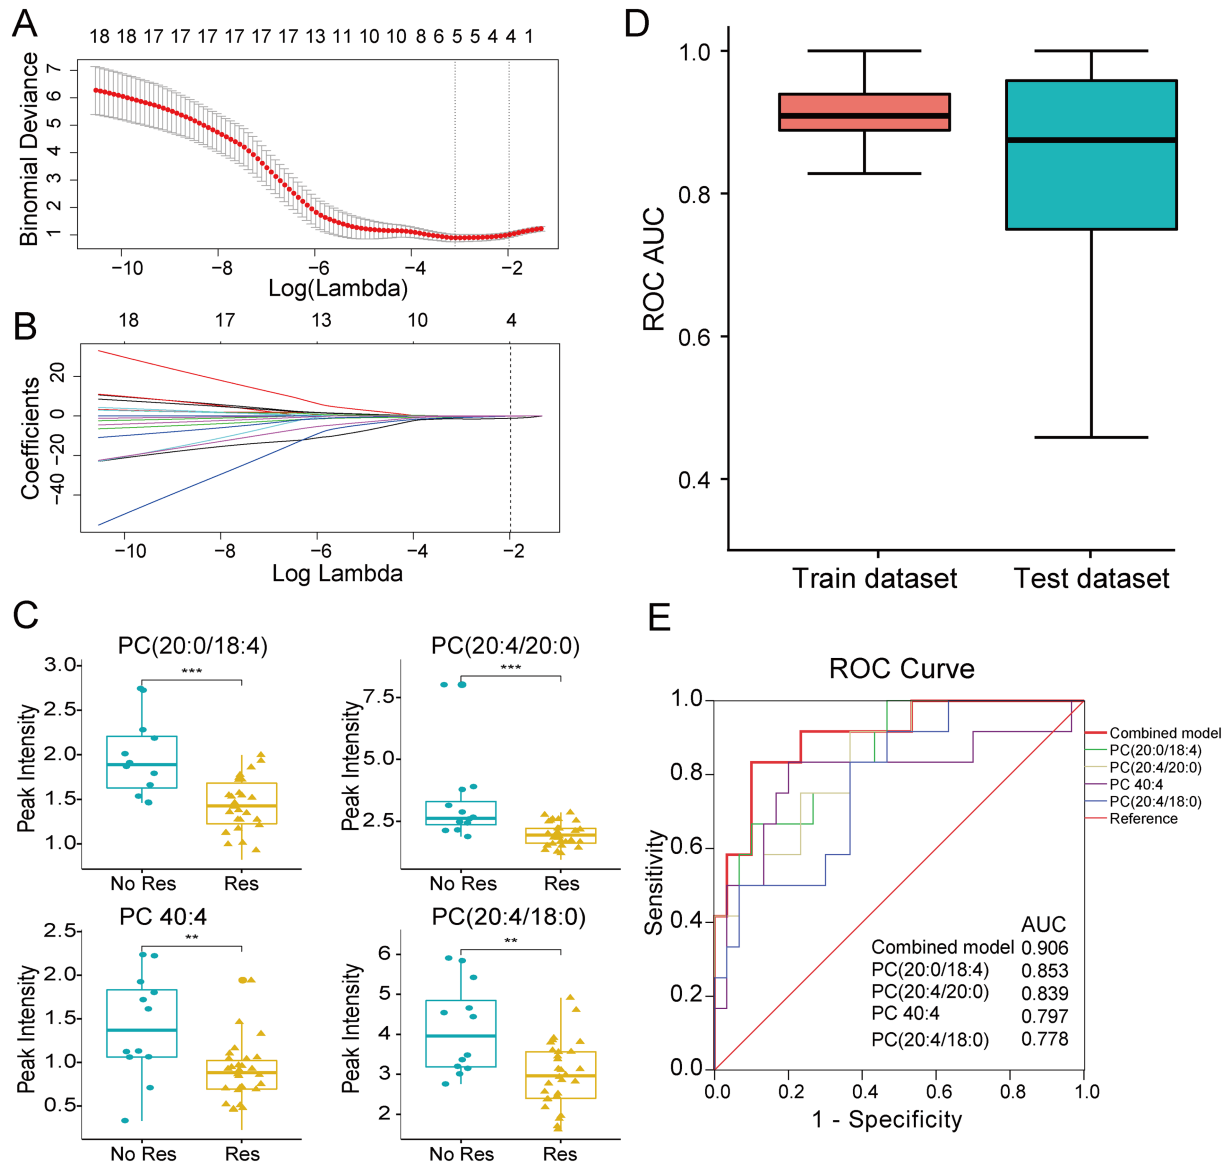 A
18 18 17 17 17 17 17 17 13 11 10 10 8 6 5 5 4 4 1
Binomial Deviance
7
6
5
4
3
2
1
−10 −8 −6 −4 −2
Log(Lambda)
B
18 17 13 10 4
Coefficients
20
0
−20
−40
−10 −8 −6 −4 −2
Log Lambda
C
PC(20:0/18:4)
***
Peak Intensity
3.0
2.5
2.0
1.5
1.0
No Res Res
PC(20:4/20:0)
***
Peak Intensity
7.5
5.0
2.5
No Res Res
PC 40:4
**
Peak Intensity
2.5
2.0
1.5
1.0
0.5
No Res Res
PC(20:4/18:0)
**
Peak Intensity
6
5
4
3
2
No Res Res
D
ROC AUC
1.0
0.8
0.6
0.4
Train dataset Test dataset
E
ROC Curve
Sensitivity
1.0
0.8
0.6
0.4
0.2
0.0
0.0 0.2 0.4 0.6 0.8 1.0
1 - Specificity
Combined model
PC(20:0/18:4)
PC(20:4/20:0)
PC 40:4
PC(20:4/18:0)
Reference
AUC
Combined model 0.906
PC(20:0/18:4) 0.853
PC(20:4/20:0) 0.839
PC 40:4 0.797
PC(20:4/18:0) 0.778